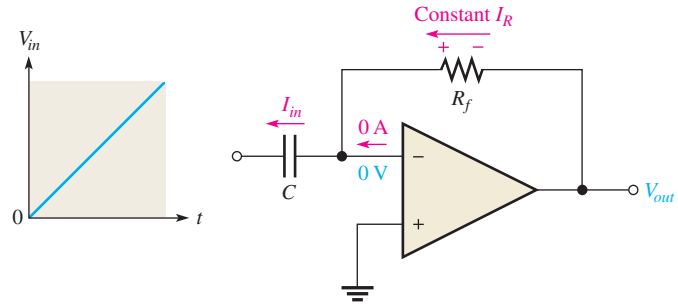 Constant I_R
V_in
+ −
R_f
I_in
0 A
−
0 V
C
+
V_out
0
t